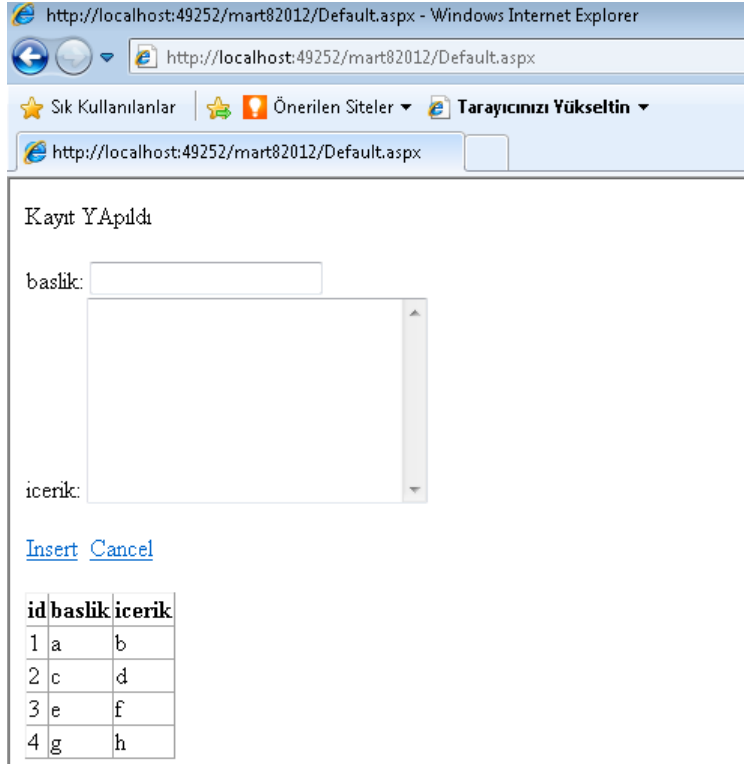 http://localhost:49252/mart82012/Default.aspx - Windows Internet Explorer
http://localhost:49252/mart82012/Default.aspx
Sık Kullanılanlar Önerilen Siteler Tarayıcınızı Yükseltin
http://localhost:49252/mart82012/Default.aspx
Kayıt YApıldı
baslik:
icerik:
Insert Cancel
id baslik icerik
1 a b
2 c d
3 e f
4 g h